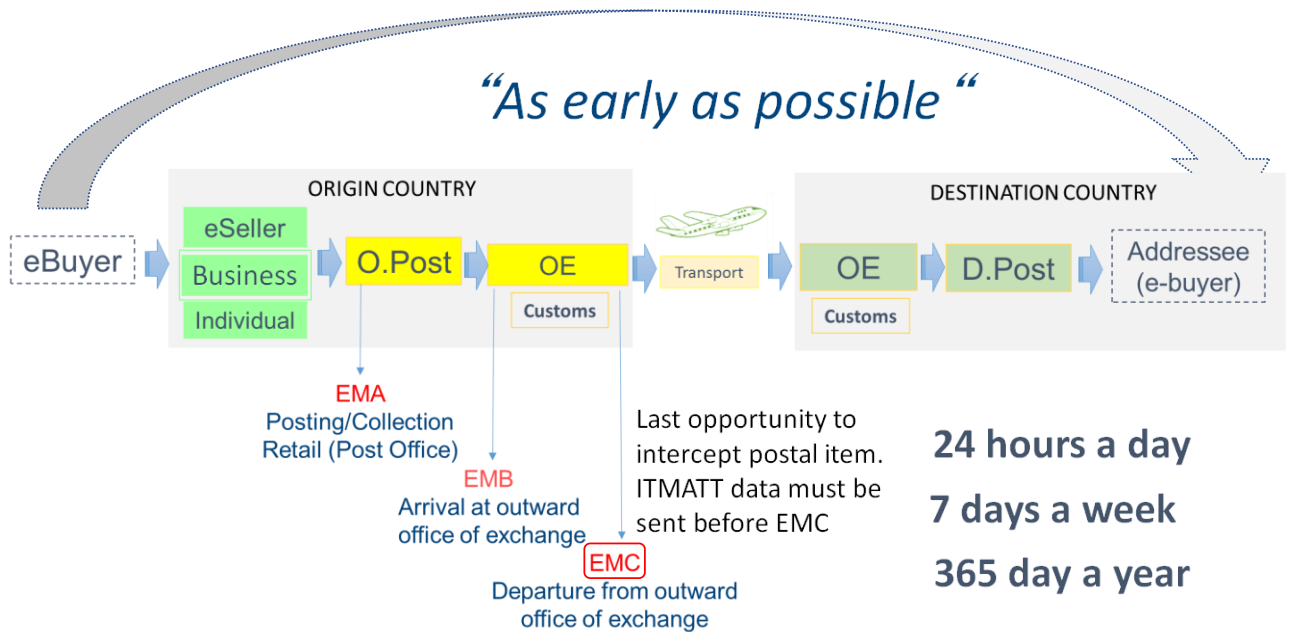 “As early as possible “
ORIGIN COUNTRY
DESTINATION COUNTRY
eBuyer
eSeller
Business
Individual
O.Post
OE
Customs
Transport
OE
Customs
D.Post
Addressee
(e-buyer)
EMA
Posting/Collection
Retail (Post Office)
EMB
Arrival at outward
office of exchange
EMC
Departure from outward
office of exchange
Last opportunity to
intercept postal item.
ITMATT data must be
sent before EMC
24 hours a day
7 days a week
365 day a year